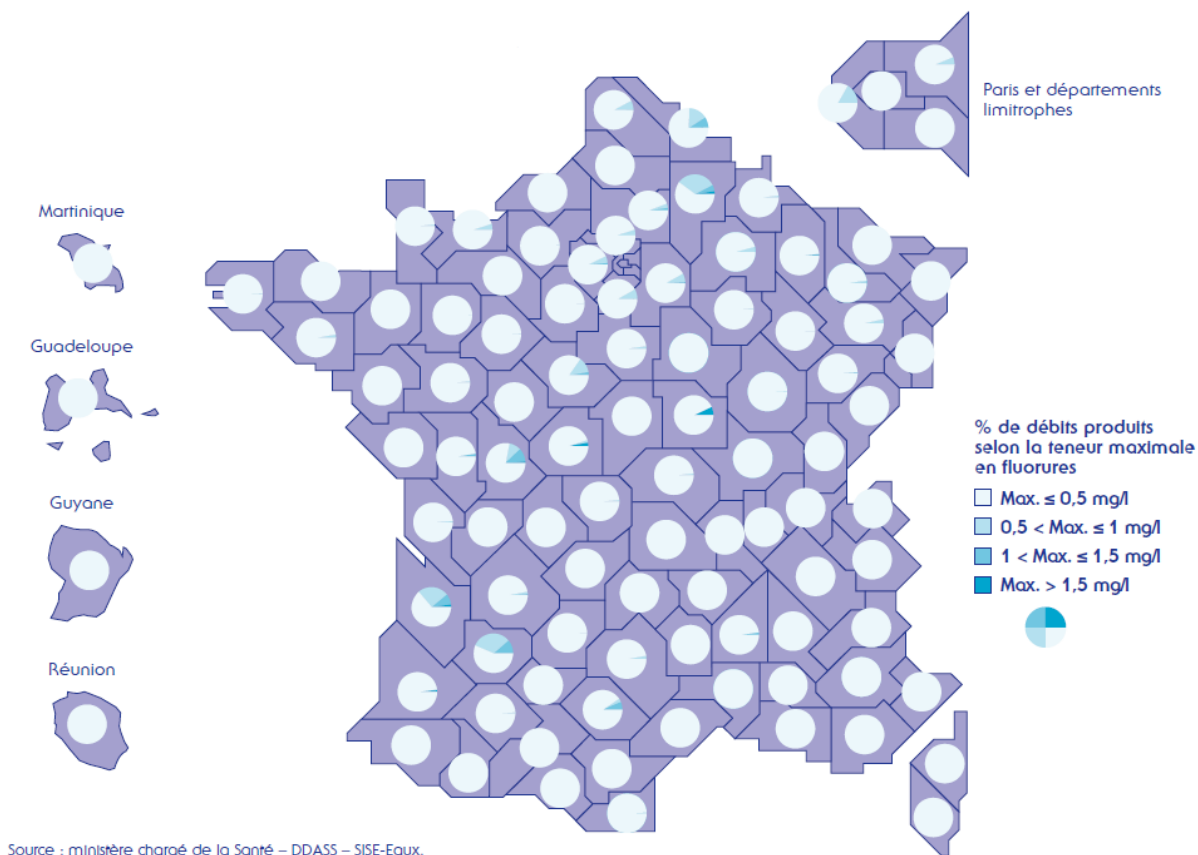 Paris et départements
limitrophes
Martinique
Guadeloupe
Guyane
Réunion
% de débits produits
selon la teneur maximale
en fluorures
Max. ≤ 0,5 mg/l
0,5 < Max. ≤ 1 mg/l
1 < Max. ≤ 1,5 mg/l
Max. > 1,5 mg/l
Source : ministère chargé de la Santé – DDASS – SISE-Eaux.